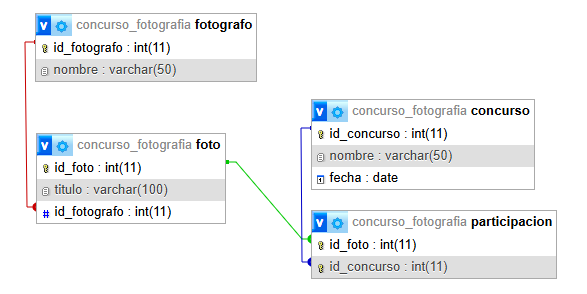 concurso_fotografia fotografo
id_fotografo : int(11)
nombre : varchar(50)
concurso_fotografia foto
id_foto : int(11)
titulo : varchar(100)
id_fotografo : int(11)
concurso_fotografia concurso
id_concurso : int(11)
nombre : varchar(50)
fecha : date
concurso_fotografia participacion
id_foto : int(11)
id_concurso : int(11)